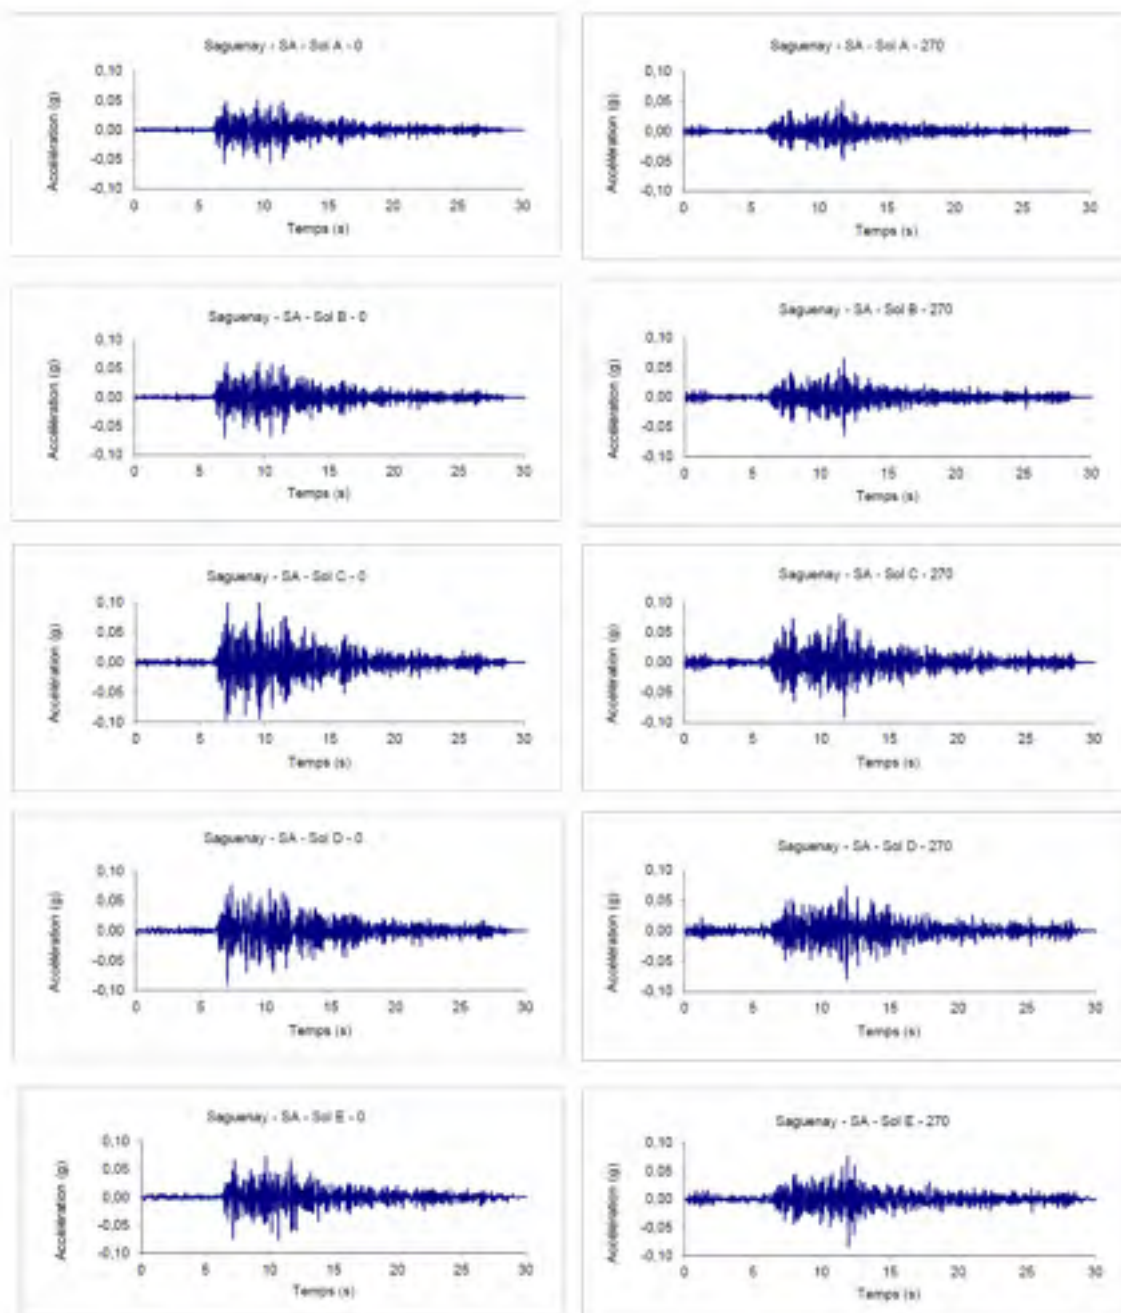 Saguenay - SA - Sol A - 0
Accélération (g)
0,10
0,05
0,00
-0,05
-0,10
0 5 10 15 20 25 30
Temps (s)
Saguenay - SA - Sol A - 270
Accélération (g)
0,10
0,05
0,00
-0,05
-0,10
0 5 10 15 20 25 30
Temps (s)
Saguenay - SA - Sol B - 0
Accélération (g)
0,10
0,05
0,00
-0,05
-0,10
0 5 10 15 20 25 30
Temps (s)
Saguenay - SA - Sol B - 270
Accélération (g)
0,10
0,05
0,00
-0,05
-0,10
0 5 10 15 20 25 30
Temps (s)
Saguenay - SA - Sol C - 0
Accélération (g)
0,10
0,05
0,00
-0,05
-0,10
0 5 10 15 20 25 30
Temps (s)
Saguenay - SA - Sol C - 270
Accélération (g)
0,10
0,05
0,00
-0,05
-0,10
0 5 10 15 20 25 30
Temps (s)
Saguenay - SA - Sol D - 0
Accélération (g)
0,10
0,05
0,00
-0,05
-0,10
0 5 10 15 20 25 30
Temps (s)
Saguenay - SA - Sol D - 270
Accélération (g)
0,10
0,05
0,00
-0,05
-0,10
0 5 10 15 20 25 30
Temps (s)
Saguenay - SA - Sol E - 0
Accélération (g)
0,10
0,05
0,00
-0,05
-0,10
0 5 10 15 20 25 30
Temps (s)
Saguenay - SA - Sol E - 270
Accélération (g)
0,10
0,05
0,00
-0,05
-0,10
0 5 10 15 20 25 30
Temps (s)